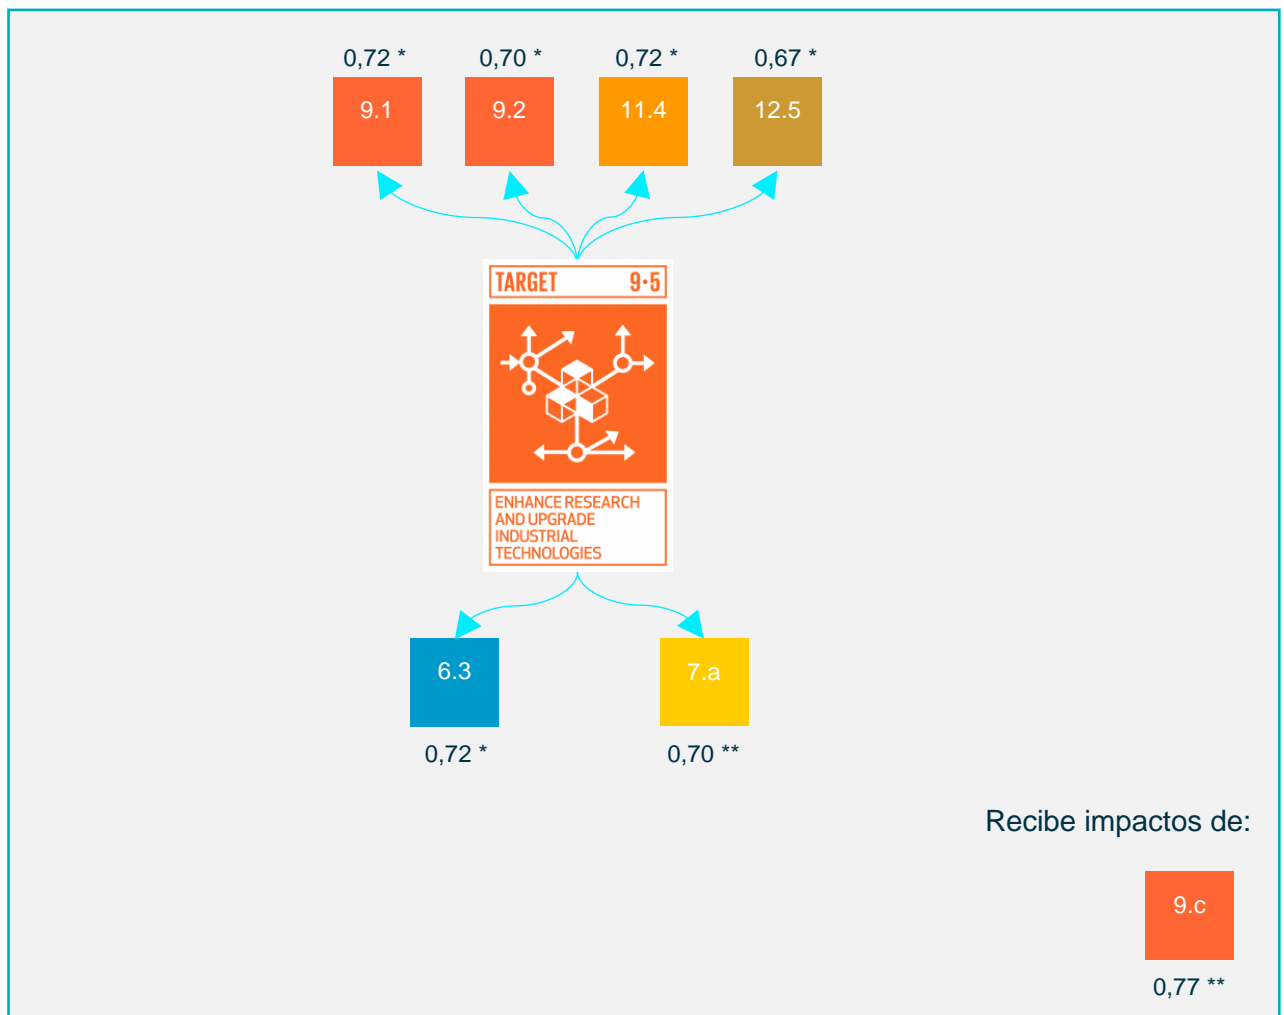 0,72 *
0,70 *
0,72 *
0,67 *
9.1
9.2
11.4
12.5
TARGET 9·5
ENHANCE RESEARCH
AND UPGRADE
INDUSTRIAL
TECHNOLOGIES
6.3
7.a
0,72 *
0,70 **
Recibe impactos de:
9.c
0,77 **